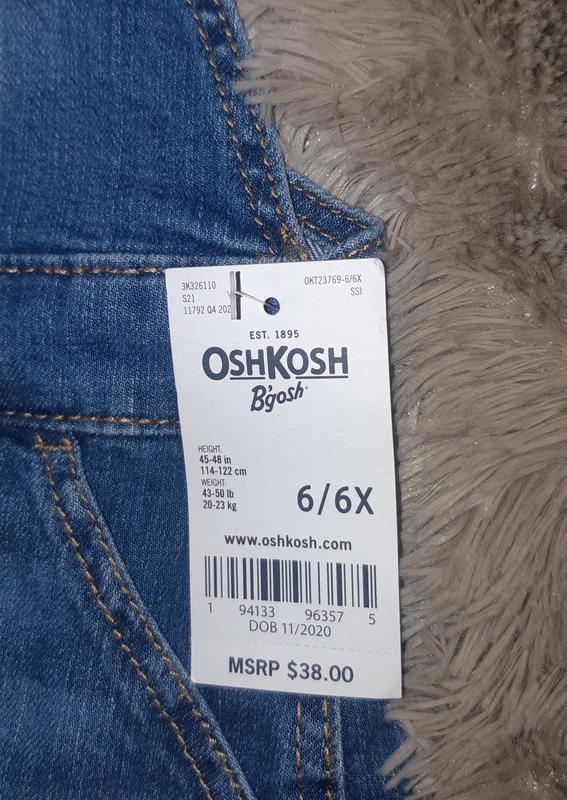 3K326110
S21
11792 Q4 202
OKT23769-6/6X
SSI
EST. 1895
OSHKOSH
B'gosh
HEIGHT:
45-48 in
114-122 cm
WEIGHT:
43-50 lb
20-23 kg
6/6X
www.oshkosh.com
1 94133 96357 5
DOB 11/2020
MSRP $38.00